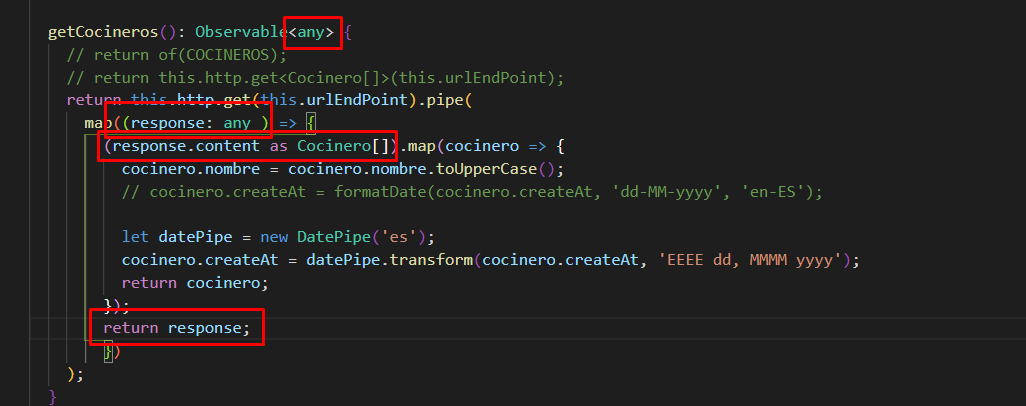 getCocineros(): Observable<any> {
// return of(COCINEROS);
// return this.http.get<Cocinero[]>(this.urlEndPoint);
return this.http.get(this.urlEndPoint).pipe(
map((response: any ) => {
(response.content as Cocinero[]).map(cocinero => {
cocinero.nombre = cocinero.nombre.toUpperCase();
// cocinero.createAt = formatDate(cocinero.createAt, 'dd-MM-yyyy', 'en-ES');
let datePipe = new DatePipe('es');
cocinero.createAt = datePipe.transform(cocinero.createAt, 'EEEE dd, MMMM yyyy');
return cocinero;
});
return response;
})
);
}